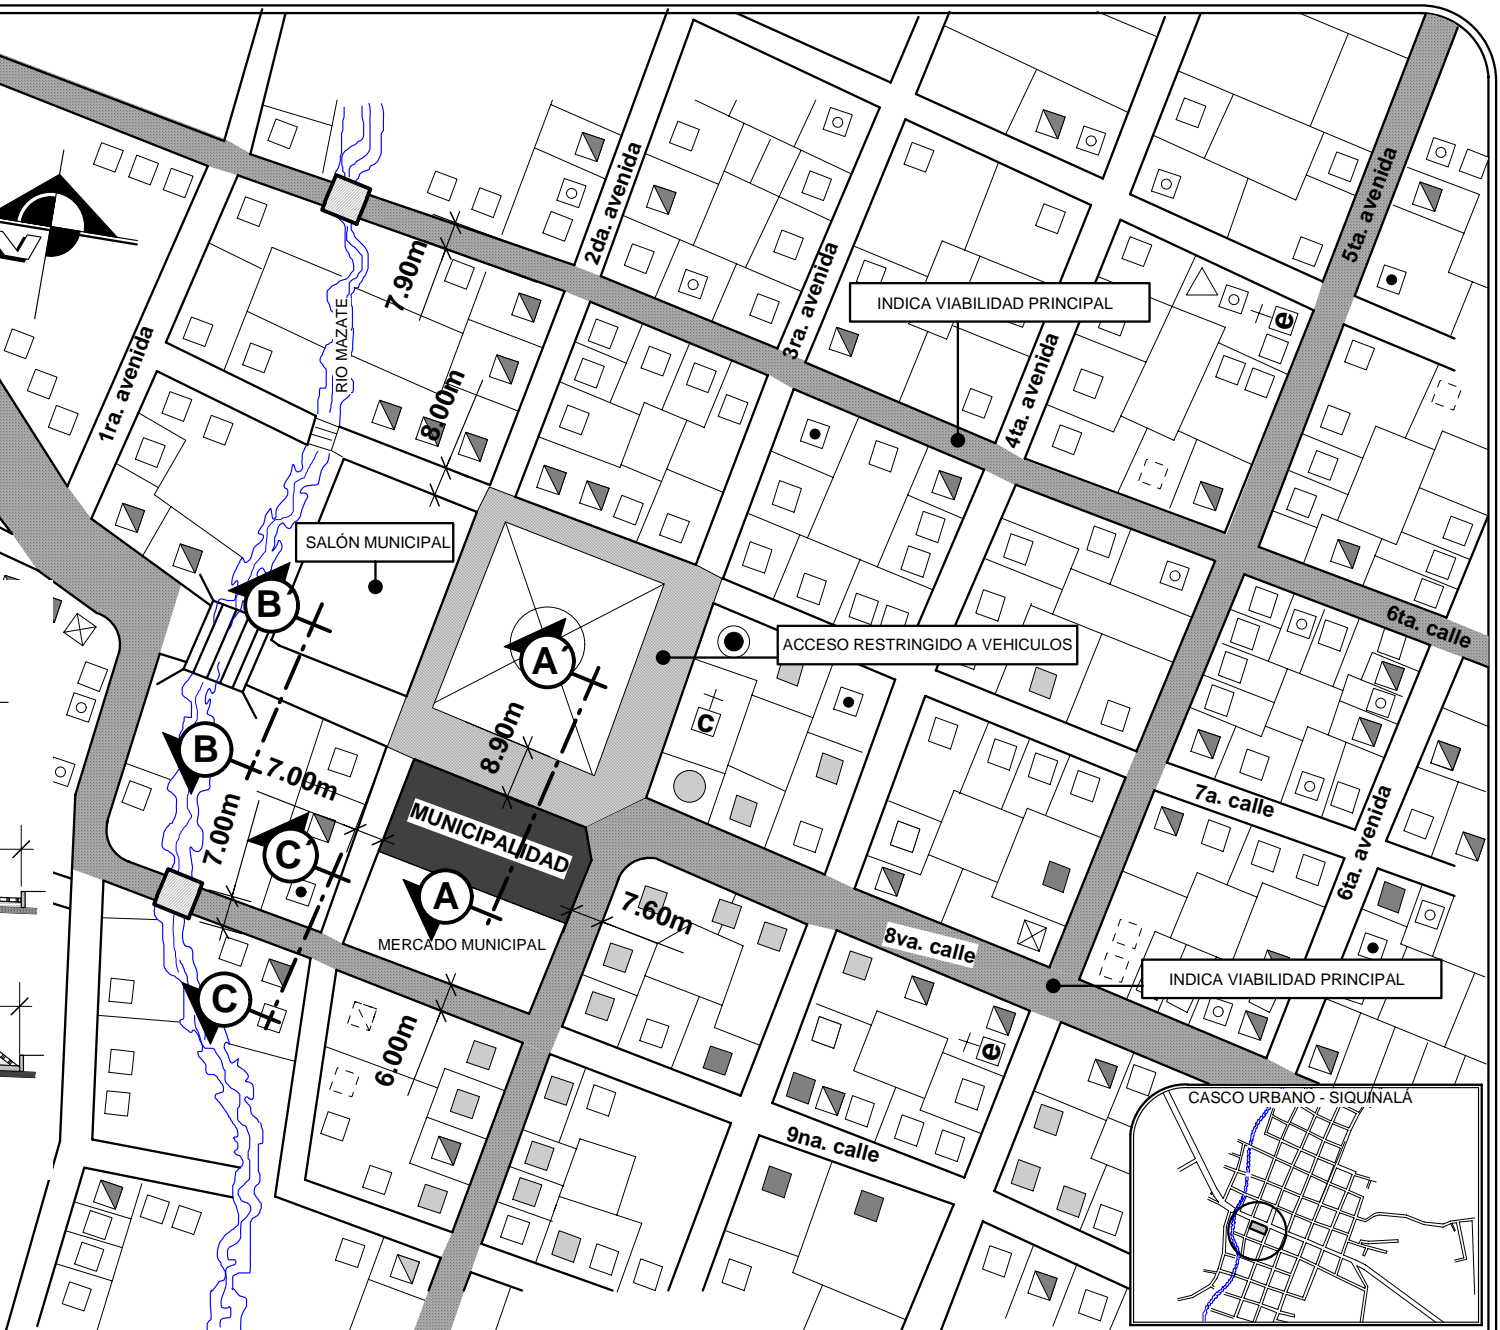 2da. avenida
5ta. avenida
7.90m
3ra. avenida
INDICA VIABILIDAD PRINCIPAL
e
RIO MAZATE
1ra. avenida
4ta. avenida
8.00m
SALÓN MUNICIPAL
B´
6ta. calle
ACCESO RESTRINGIDO A VEHICULOS
A´
c
8.90m
B
7.00m
7a. calle
7.00m
MUNICIPALIDAD
C´
6ta. avenida
A
7.60m
MERCADO MUNICIPAL
8va. calle
INDICA VIABILIDAD PRINCIPAL
C
6.00m
e
CASCO URBANO - SIQUINALÁ
9na. calle